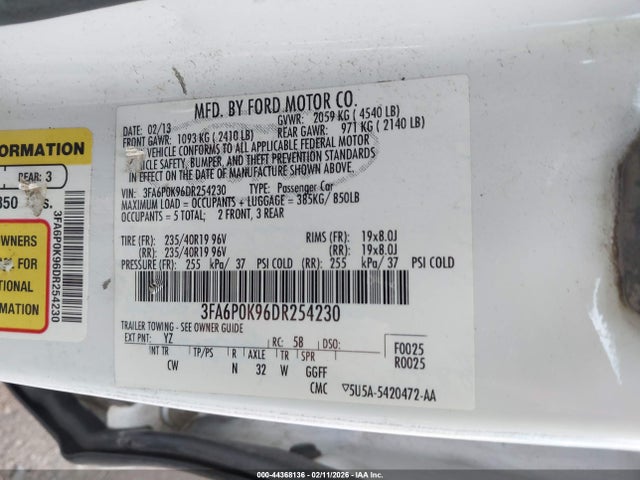 MFD. BY FORD MOTOR CO.
DATE: 02/13 GVWR: 2059 KG ( 4540 LB)
FRONT GAWR: 1093 KG ( 2410 LB) REAR GAWR: 971 KG ( 2140 LB)
VEHICLE CONFORMS TO ALL APPLICABLE FEDERAL MOTOR
VEHICLE SAFETY, BUMPER, AND THEFT PREVENTION STANDARDS
IN EFFECT ON THE DATE OF MANUFACTURE SHOWN ABOVE.
VIN: 3FA6P0K96DR254230 TYPE: Passenger Car
MAXIMUM LOAD = OCCUPANTS + LUGGAGE = 385KG/ 850LB
OCCUPANTS = 5 TOTAL: 2 FRONT, 3 REAR
TIRE (FR): 235/40R19 96V RIMS (FR): 19x8.0J
(RR): 235/40R19 96V (RR): 19x8.0J
PRESSURE (FR): 255 kPa/ 37 PSI COLD (RR): 255 kPa/ 37 PSI COLD
3FA6P0K96DR254230
TRAILER TOWING - SEE OWNER GUIDE
EXT PNT: YZ RC: 5B DSO: F0025
R0025
INT TR TP/PS R AXLE TR SPR
CW N 32 W GGFF
CMC 5U5A-5420472-AA
ORMATION
REAR: 3
850
3FA6P0K96DR254230
OWNERS
FOR
TIONAL
MATION
000-44368136 - 02/11/2026 - IAA Inc.